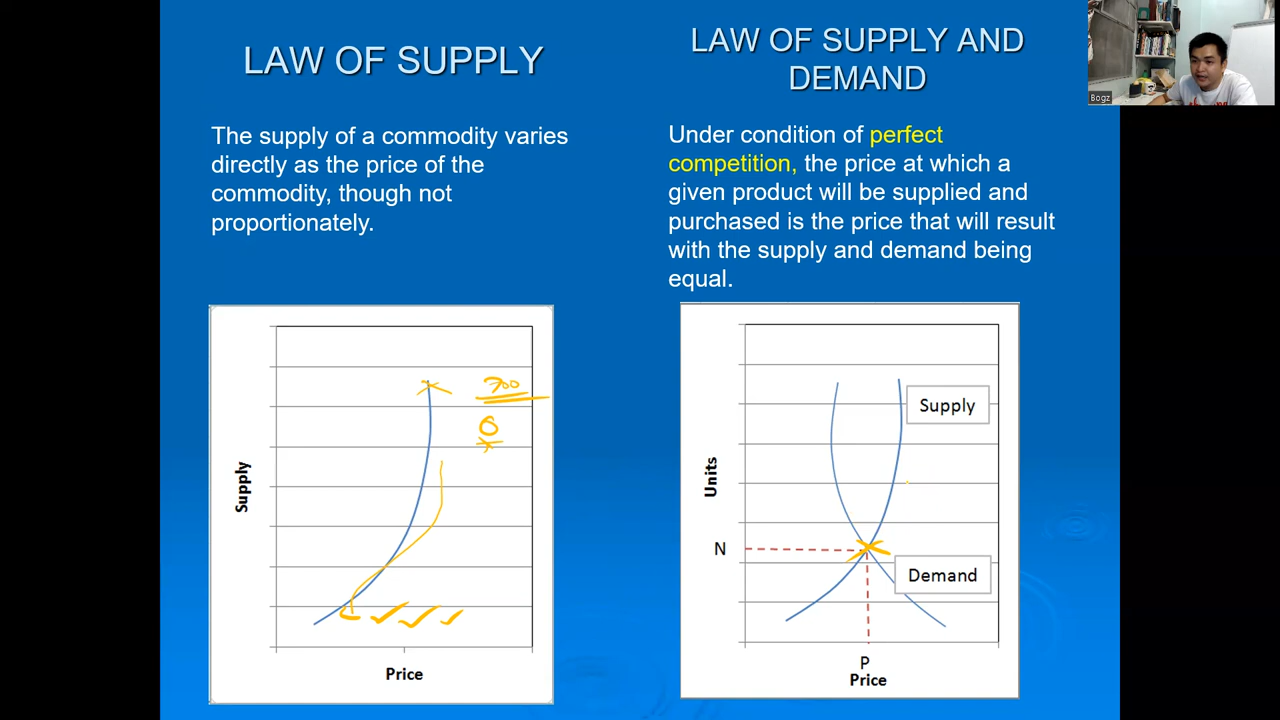 LAW OF SUPPLY
The supply of a commodity varies
directly as the price of the
commodity, though not
proportionately.
Supply
Price
700
LAW OF SUPPLY AND
DEMAND
Under condition of perfect
competition, the price at which a
given product will be supplied and
purchased is the price that will result
with the supply and demand being
equal.
Units
N
Supply
Demand
P
Price
Bogz